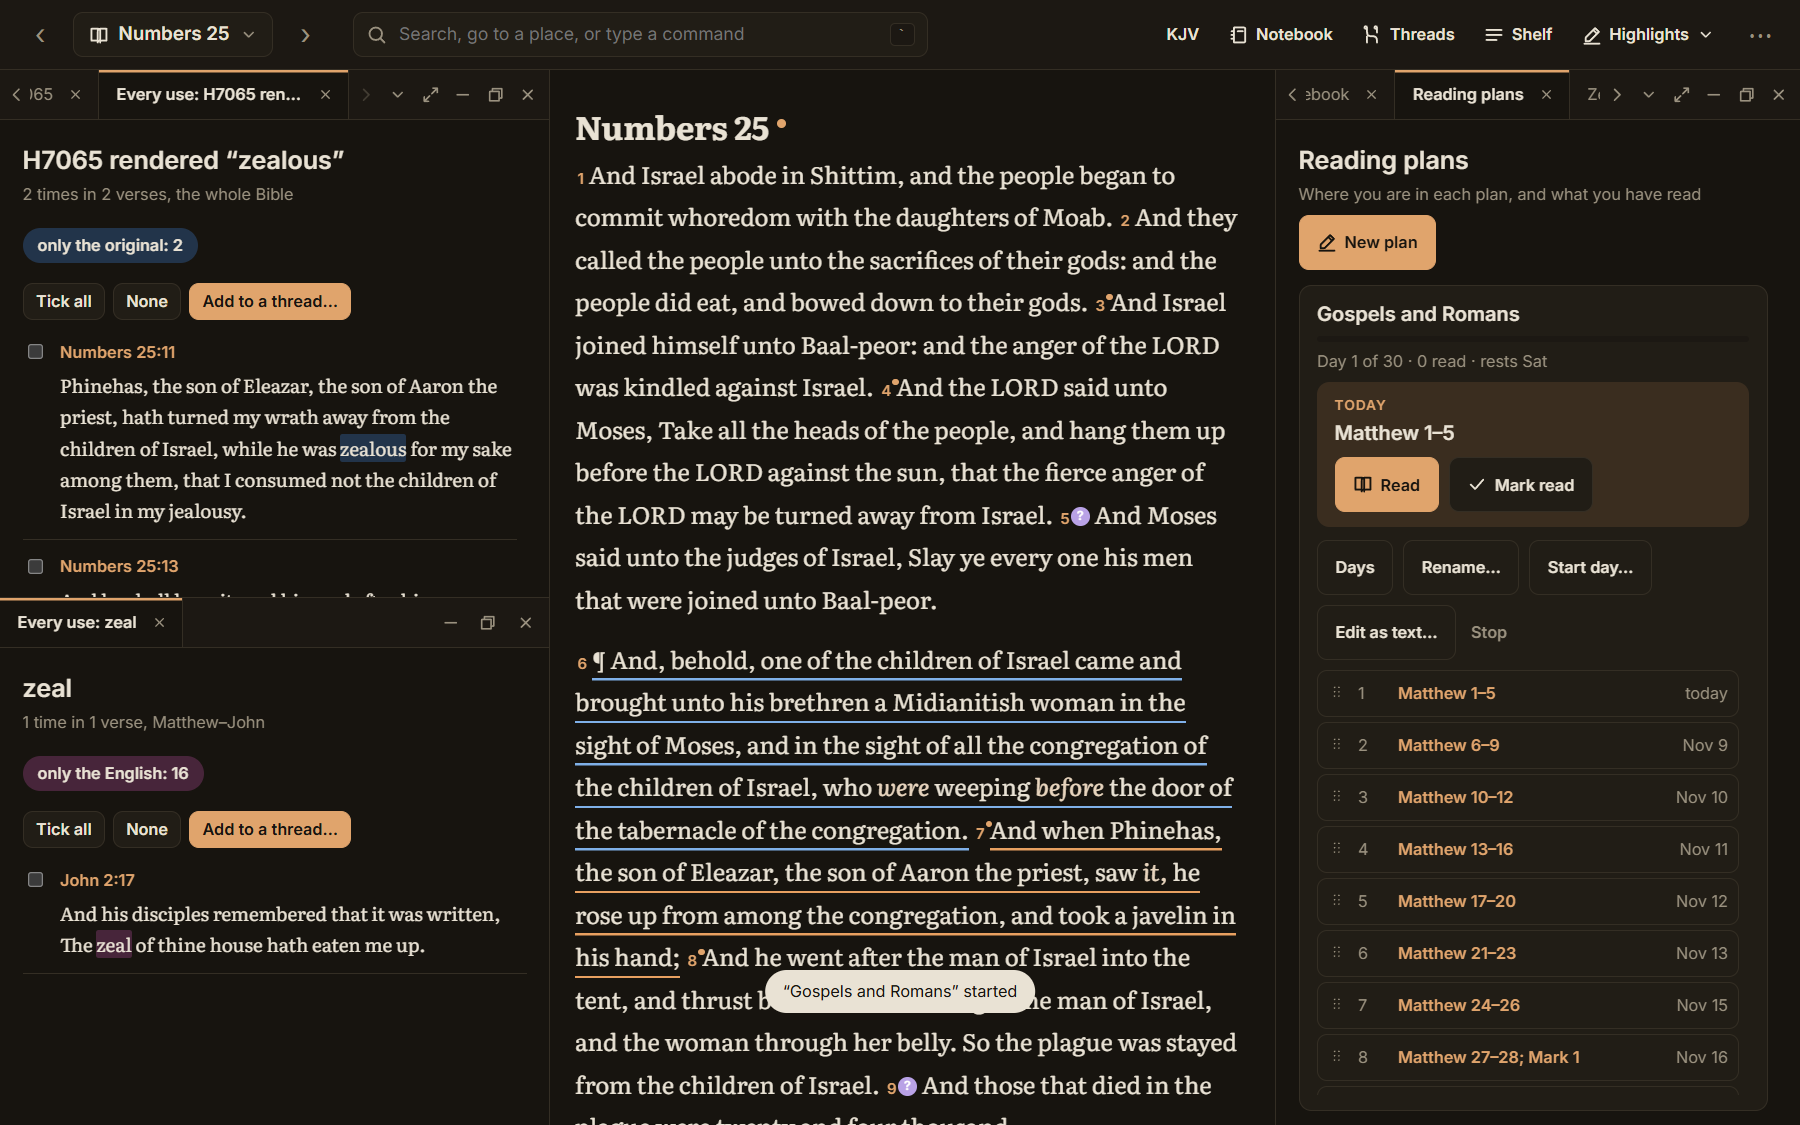 Numbers 25
Search, go to a place, or type a command
`
KJV
Notebook
Threads
Shelf
Highlights
065
Every use: H7065 ren...
H7065 rendered “zealous”
2 times in 2 verses, the whole Bible
only the original: 2
Tick all
None
Add to a thread...
Numbers 25:11
Phinehas, the son of Eleazar, the son of Aaron the
priest, hath turned my wrath away from the
children of Israel, while he was zealous for my sake
among them, that I consumed not the children of
Israel in my jealousy.
Numbers 25:13
Every use: zeal
zeal
1 time in 1 verse, Matthew–John
only the English: 16
Tick all
None
Add to a thread...
John 2:17
And his disciples remembered that it was written,
The zeal of thine house hath eaten me up.
Numbers 25
1 And Israel abode in Shittim, and the people began to
commit whoredom with the daughters of Moab. 2 And they
called the people unto the sacrifices of their gods: and the
people did eat, and bowed down to their gods. 3 And Israel
joined himself unto Baal-peor: and the anger of the LORD
was kindled against Israel. 4 And the LORD said unto
Moses, Take all the heads of the people, and hang them up
before the LORD against the sun, that the fierce anger of
the LORD may be turned away from Israel. 5 ? And Moses
said unto the judges of Israel, Slay ye every one his men
that were joined unto Baal-peor.
6 ¶ And, behold, one of the children of Israel came and
brought unto his brethren a Midianitish woman in the
sight of Moses, and in the sight of all the congregation of
the children of Israel, who were weeping before the door of
the tabernacle of the congregation. 7 And when Phinehas,
the son of Eleazar, the son of Aaron the priest, saw it, he
rose up from among the congregation, and took a javelin in
his hand; 8 And he went after the man of Israel into the
tent, and thrust man of Israel,
“Gospels and Romans” started
and the woman through her belly. So the plague was stayed
from the children of Israel. 9 ? And those that died in the
plague were twenty and four thousand.
ebook
Reading plans
Reading plans
Where you are in each plan, and what you have read
New plan
Gospels and Romans
Day 1 of 30 · 0 read · rests Sat
TODAY
Matthew 1–5
Read
Mark read
Days
Rename...
Start day...
Edit as text...
Stop
1 Matthew 1–5 today
2 Matthew 6–9 Nov 9
3 Matthew 10–12 Nov 10
4 Matthew 13–16 Nov 11
5 Matthew 17–20 Nov 12
6 Matthew 21–23 Nov 13
7 Matthew 24–26 Nov 15
8 Matthew 27–28; Mark 1 Nov 16